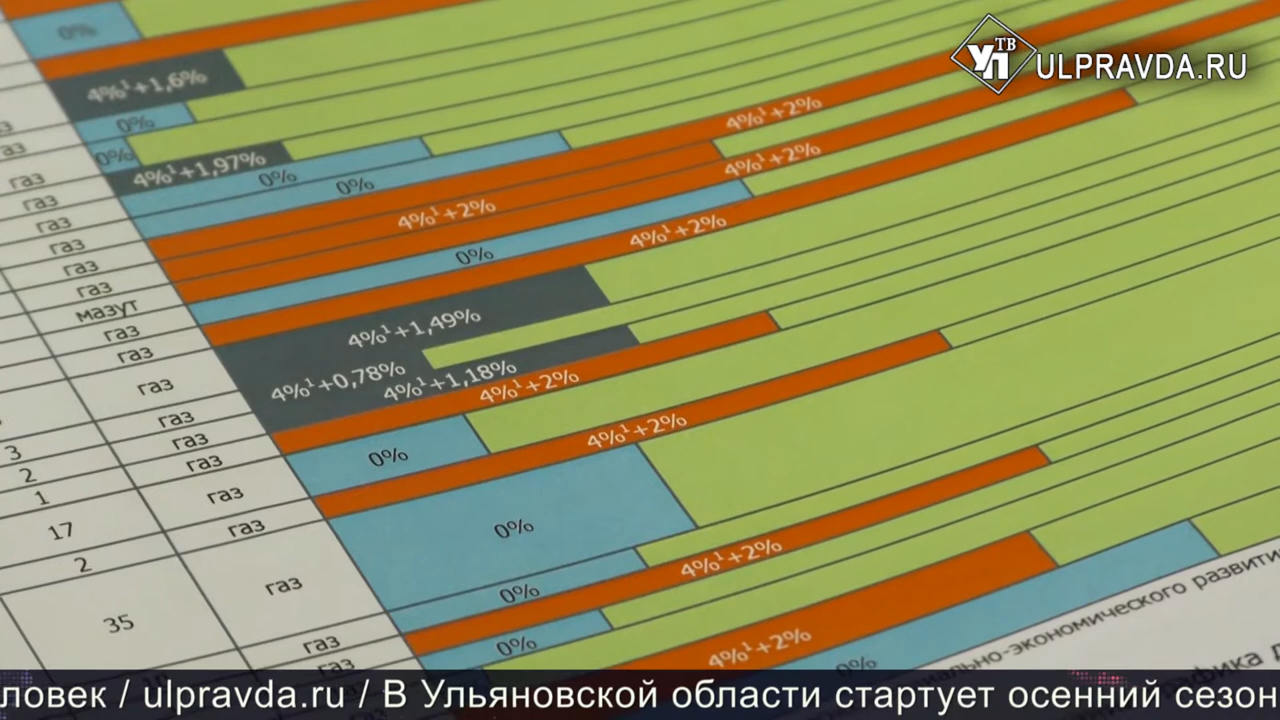 УП ТВ
ULPRAVDA.RU
0%
4%¹+1,6%
0%
0%
4%¹+1,97%
0%
0%
4%¹+2%
4%¹+2%
4%¹+2%
0%
4%¹+2%
4%¹+1,49%
4%¹+0,78%
4%¹+1,18%
4%¹+2%
0%
4%¹+2%
0%
0%
4%¹+2%
0%
4%¹+2%
0%
газ
газ
газ
газ
газ
газ
мазут
газ
газ
газ
3 газ
2 газ
1 газ
17 газ
2 газ
35 газ
газ
газ
10
экономического развити
ловек / ulpravda.ru / В Ульяновской области стартует осенний сезон